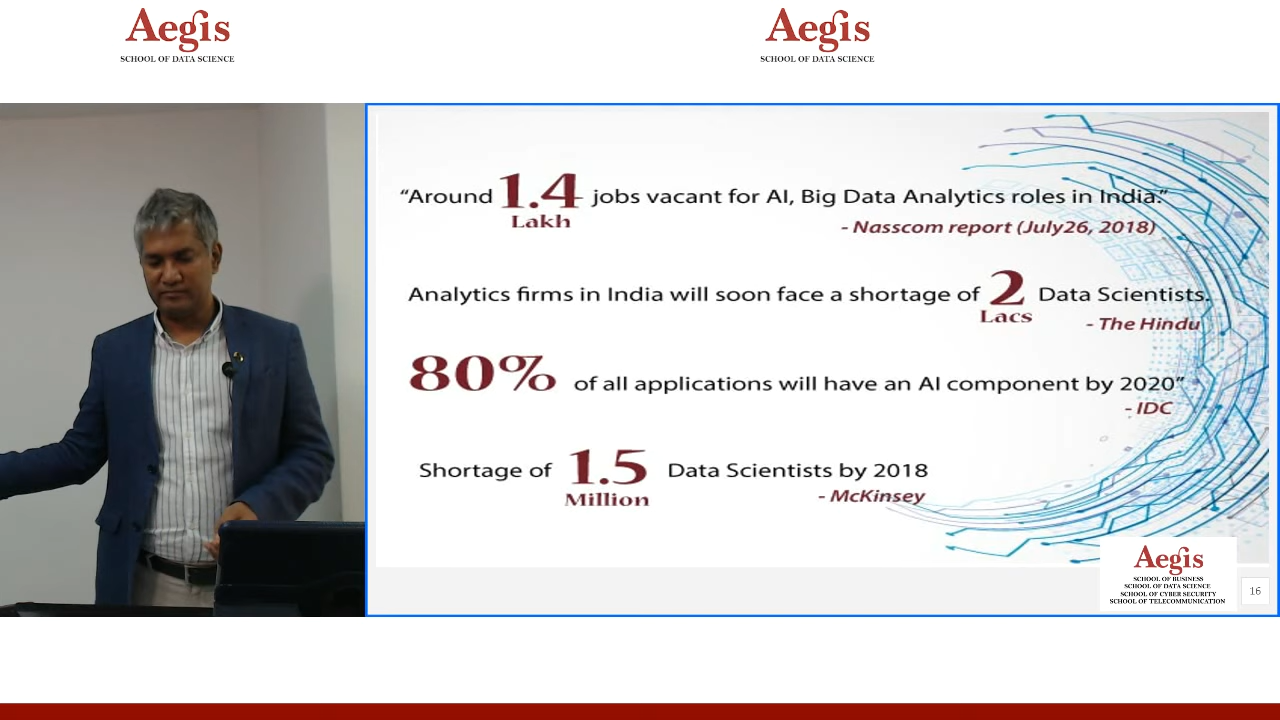 Aegis
SCHOOL OF DATA SCIENCE
Aegis
SCHOOL OF DATA SCIENCE
“Around 1.4 Lakh jobs vacant for AI, Big Data Analytics roles in India.”
- Nasscom report (July26, 2018)
Analytics firms in India will soon face a shortage of 2 Lacs Data Scientists.
- The Hindu
80% of all applications will have an AI component by 2020”
- IDC
Shortage of 1.5 Million Data Scientists by 2018
- McKinsey
Aegis
SCHOOL OF BUSINESS
SCHOOL OF DATA SCIENCE
SCHOOL OF CYBER SECURITY
SCHOOL OF TELECOMMUNICATION
16